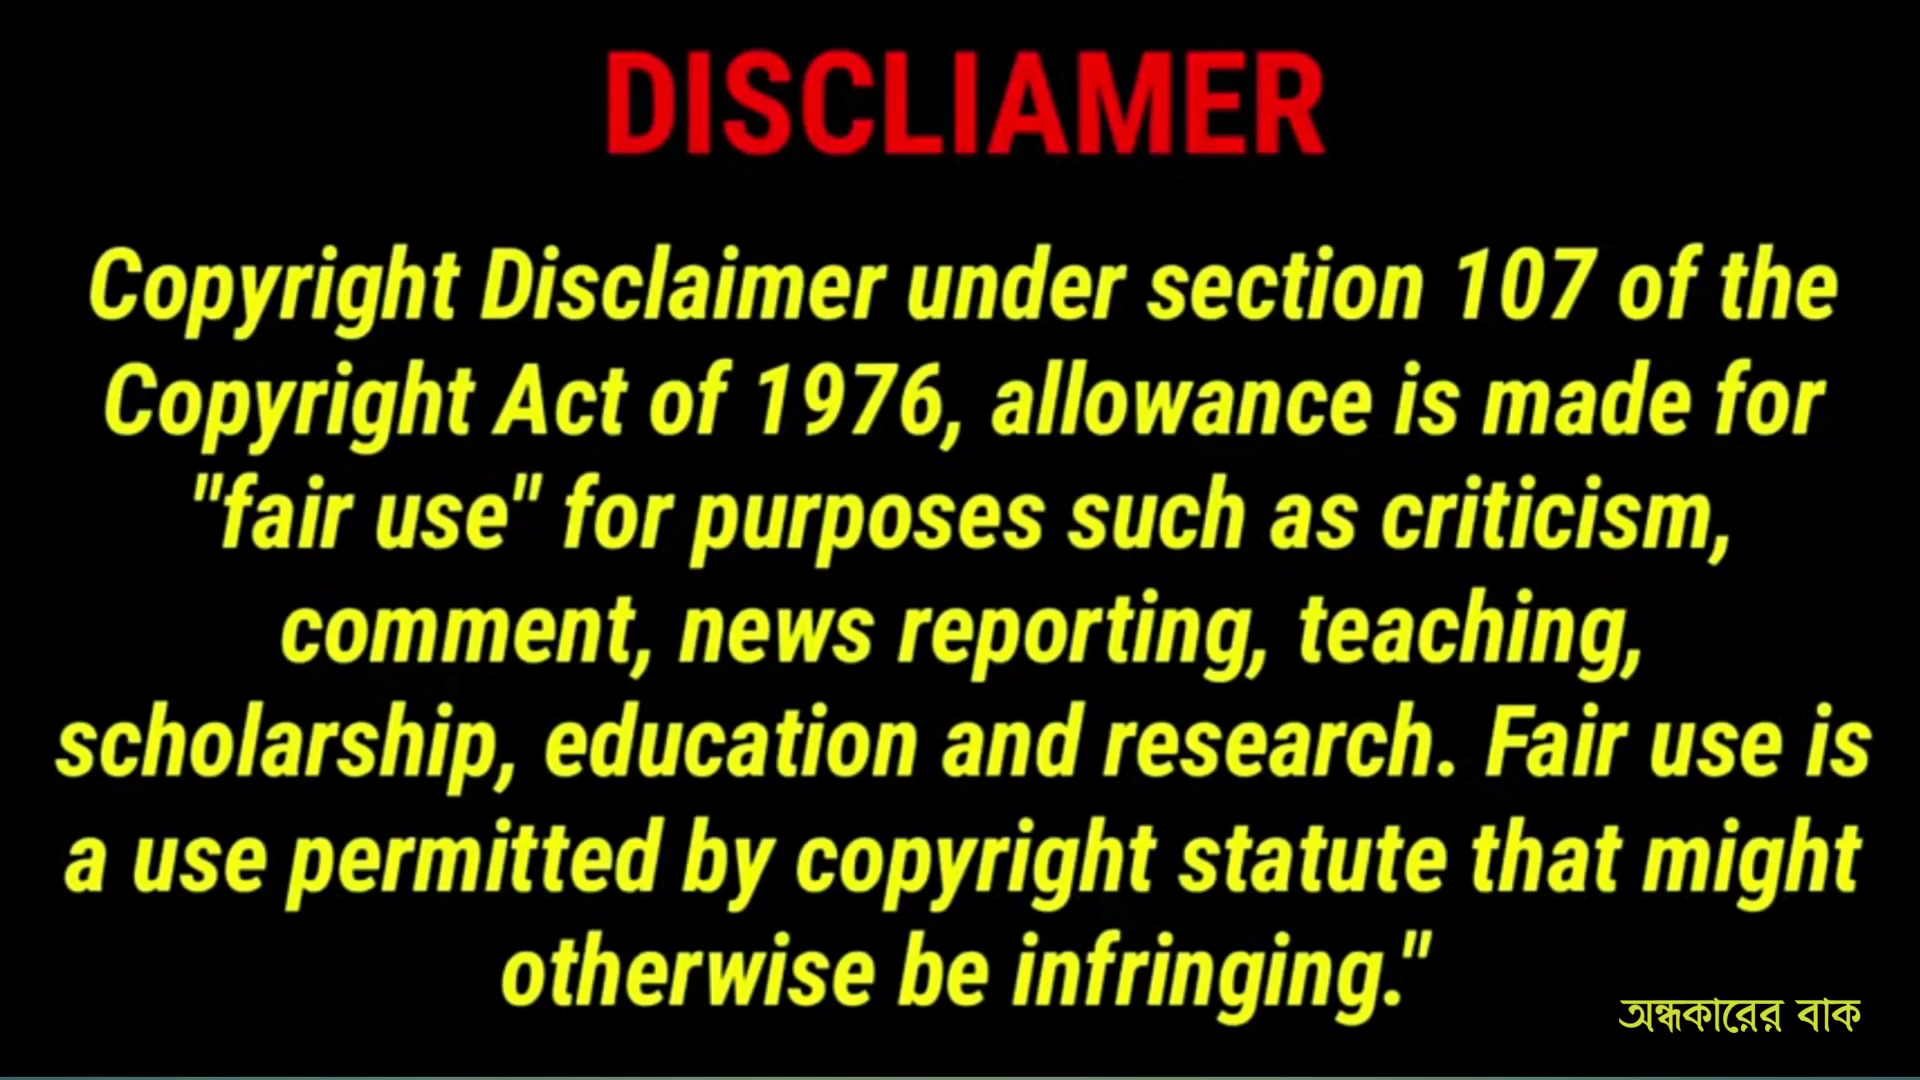 DISCLIAMER
Copyright Disclaimer under section 107 of the
Copyright Act of 1976, allowance is made for
"fair use" for purposes such as criticism,
comment, news reporting, teaching,
scholarship, education and research. Fair use is
a use permitted by copyright statute that might
otherwise be infringing."
অন্ধকারের বাক